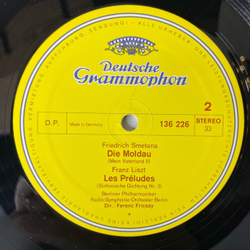 Deutsche
Grammophon
D.P.
Made in Germany
136 226
2
STEREO
33
Friedrich Smetana
Die Moldau
(Mein Vaterland II)
Franz Liszt
Les Préludes
(Sinfonische Dichtung Nr. 3)
Berliner Philharmoniker
Radio-Symphonie-Orchester Berlin
Dir.: Ferenc Fricsay